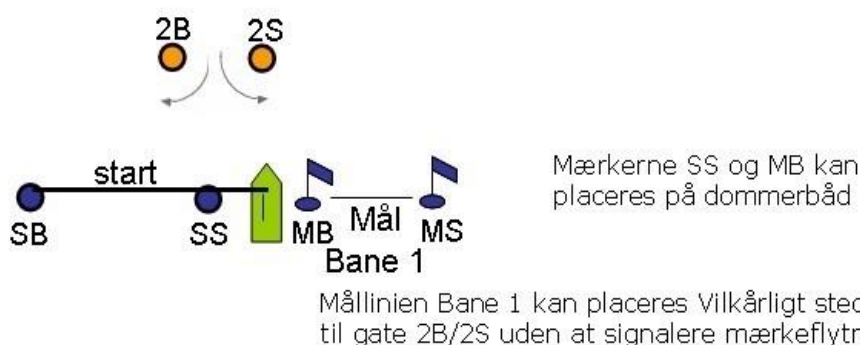 2B 2S
start
SB SS MB Mål MS
Bane 1
Mærkerne SS og MB kan
placeres på dommerbåd
Mållinien Bane 1 kan placeres Vilkårligt
til gate 2B/2S uden at signalere